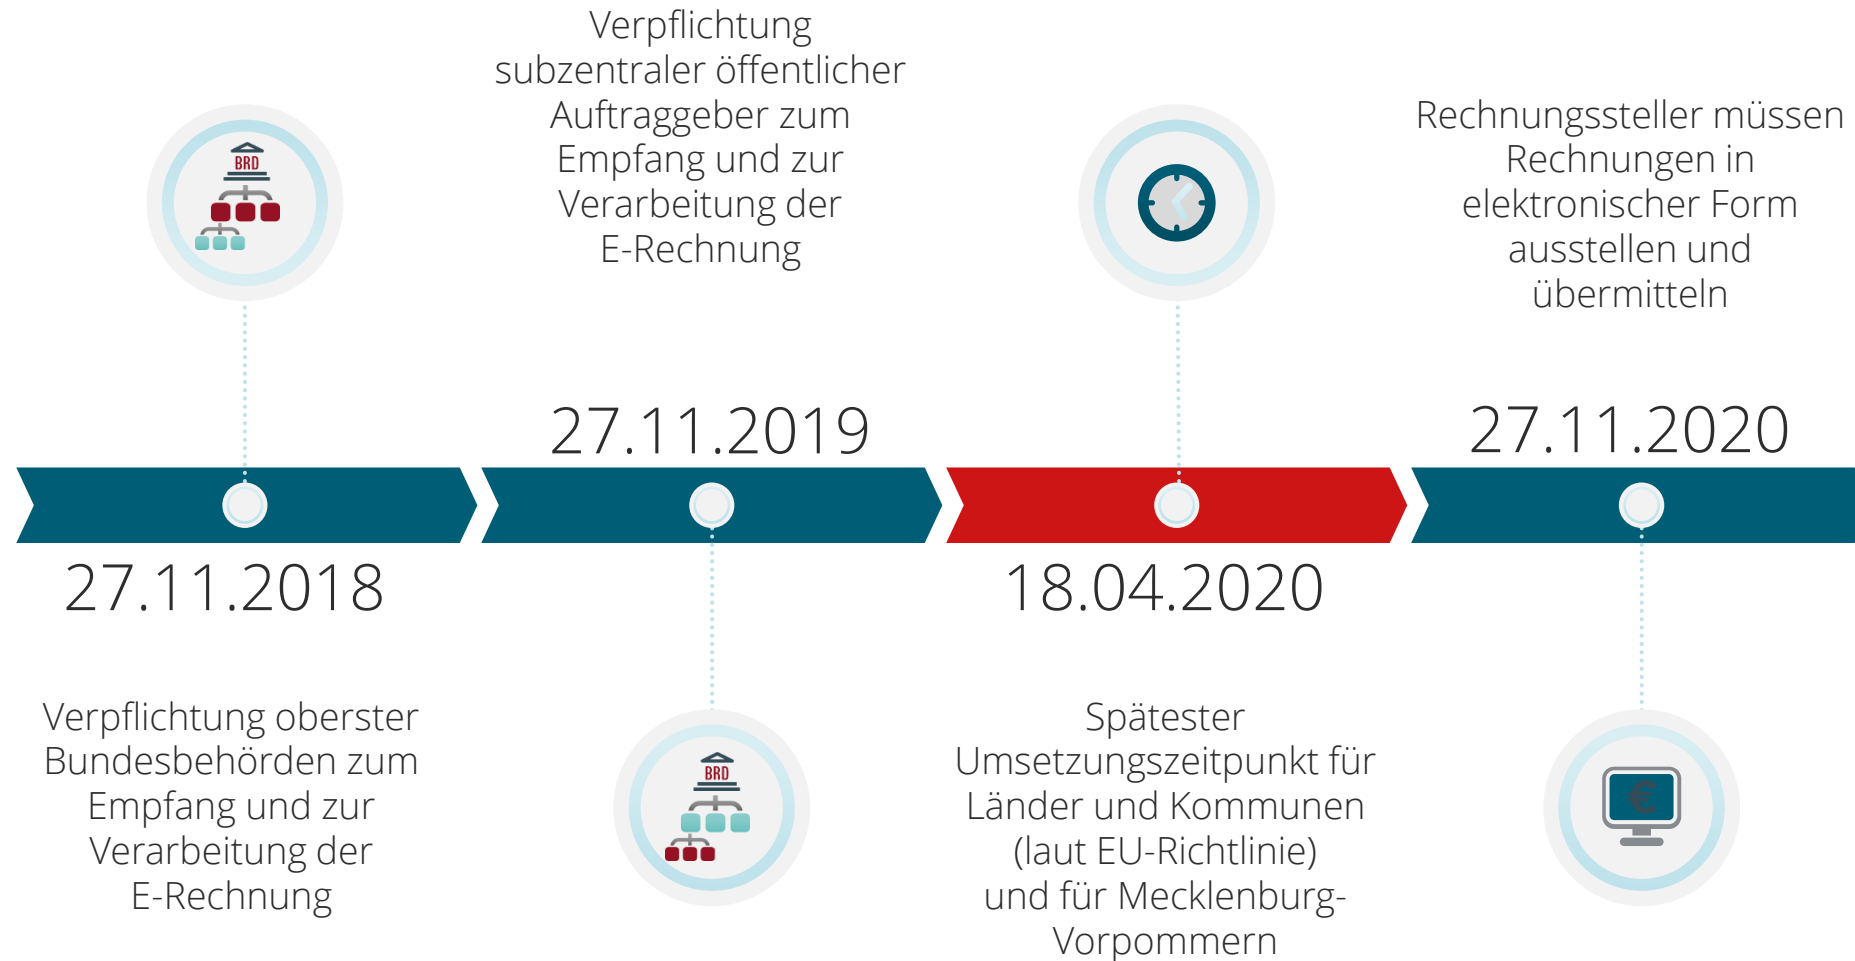 BRD
27.11.2018
Verpflichtung oberster
Bundesbehörden zum
Empfang und zur
Verarbeitung der
E-Rechnung
Verpflichtung
subzentraler öffentlicher
Auftraggeber zum
Empfang und zur
Verarbeitung der
E-Rechnung
27.11.2019
BRD
18.04.2020
Spätester
Umsetzungszeitpunkt für
Länder und Kommunen
(laut EU-Richtlinie)
und für Mecklenburg-
Vorpommern
Rechnungssteller müssen
Rechnungen in
elektronischer Form
ausstellen und
übermitteln
27.11.2020
€